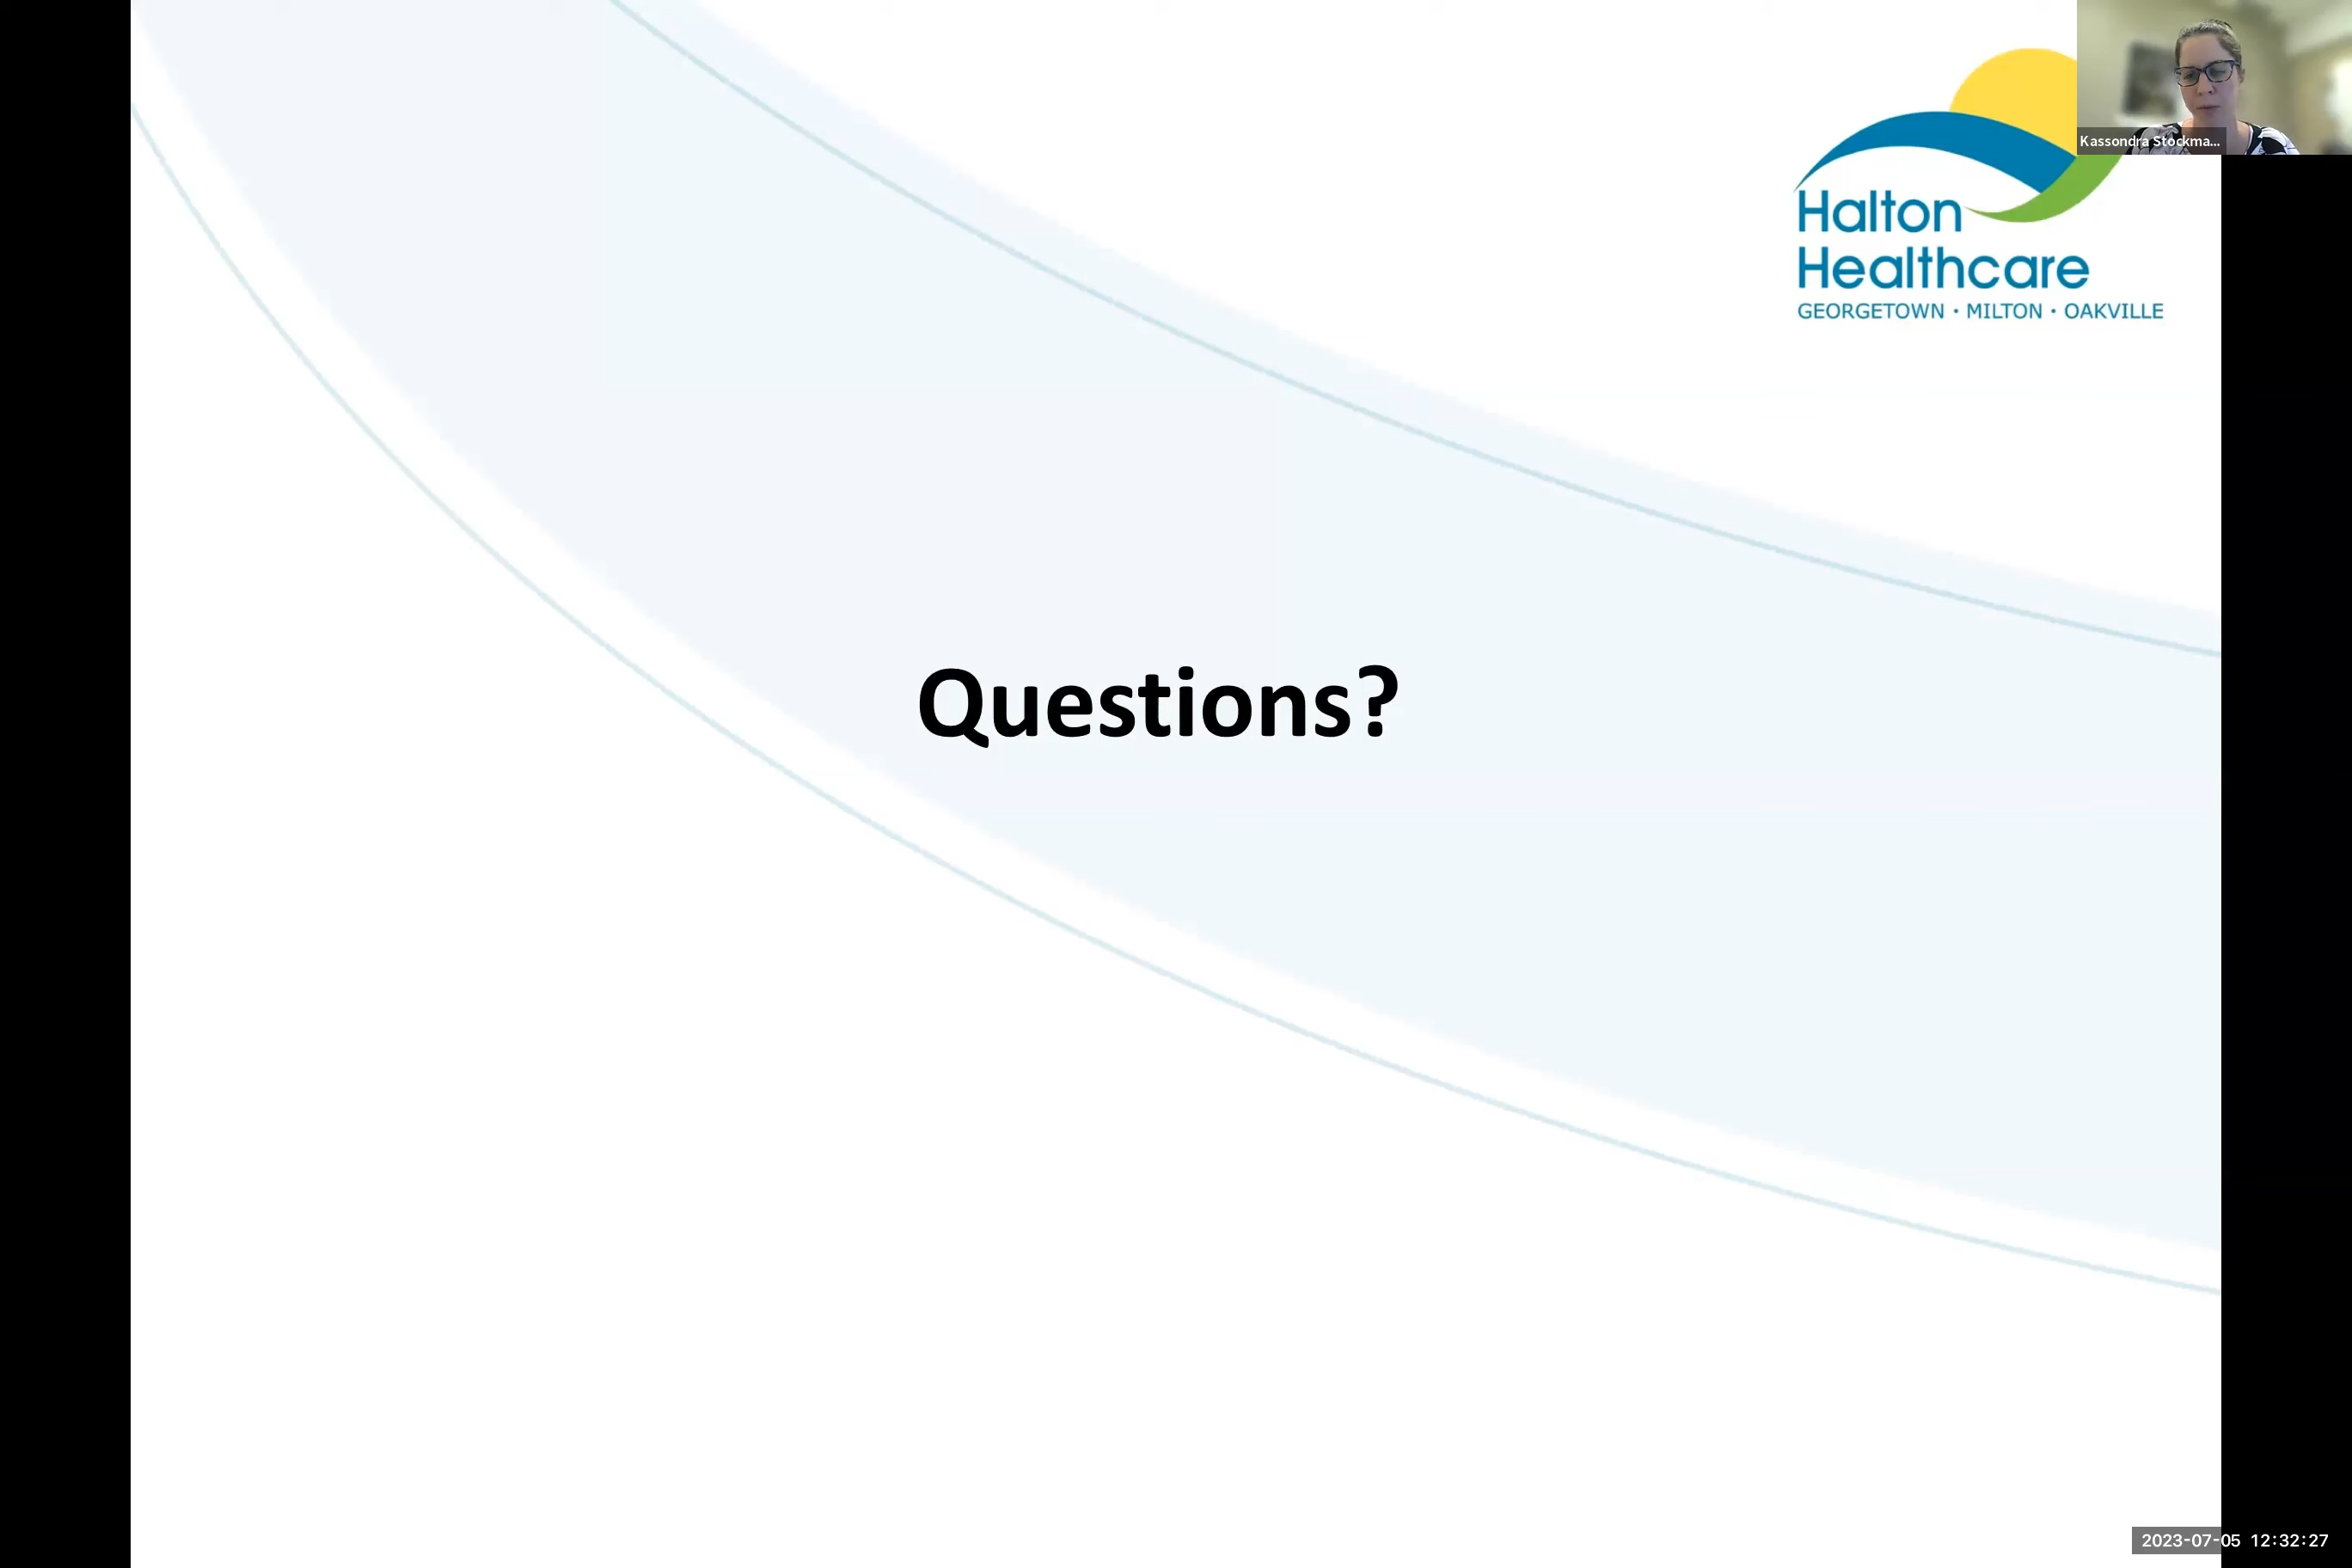 Kassondra Stockma...
Halton
Healthcare
GEORGETOWN • MILTON • OAKVILLE
Questions?
2023-07-05 12:32:27